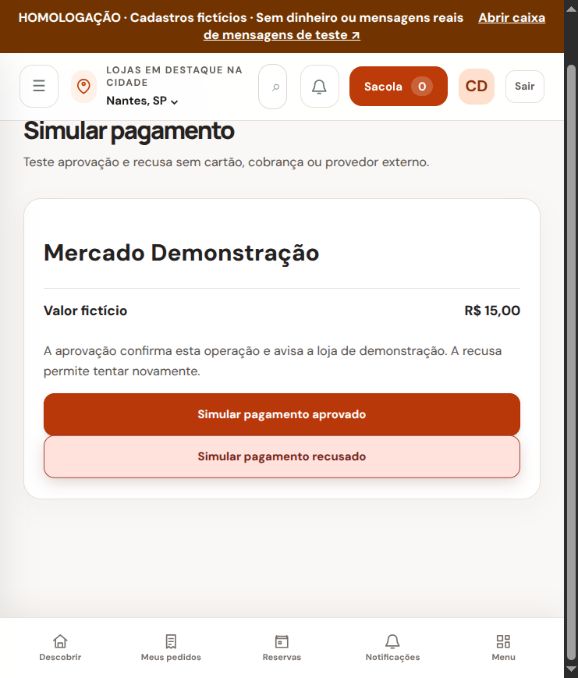 HOMOLOGAÇÃO · Cadastros fictícios · Sem dinheiro ou mensagens reais Abrir caixa
de mensagens de teste ↗
LOJAS EM DESTAQUE NA
CIDADE
Nantes, SP
Sacola 0
CD
Sair
Simular pagamento
Teste aprovação e recusa sem cartão, cobrança ou provedor externo.
Mercado Demonstração
Valor fictício R$ 15,00
A aprovação confirma esta operação e avisa a loja de demonstração. A recusa
permite tentar novamente.
Simular pagamento aprovado
Simular pagamento recusado
Descobrir Meus pedidos Reservas Notificações Menu